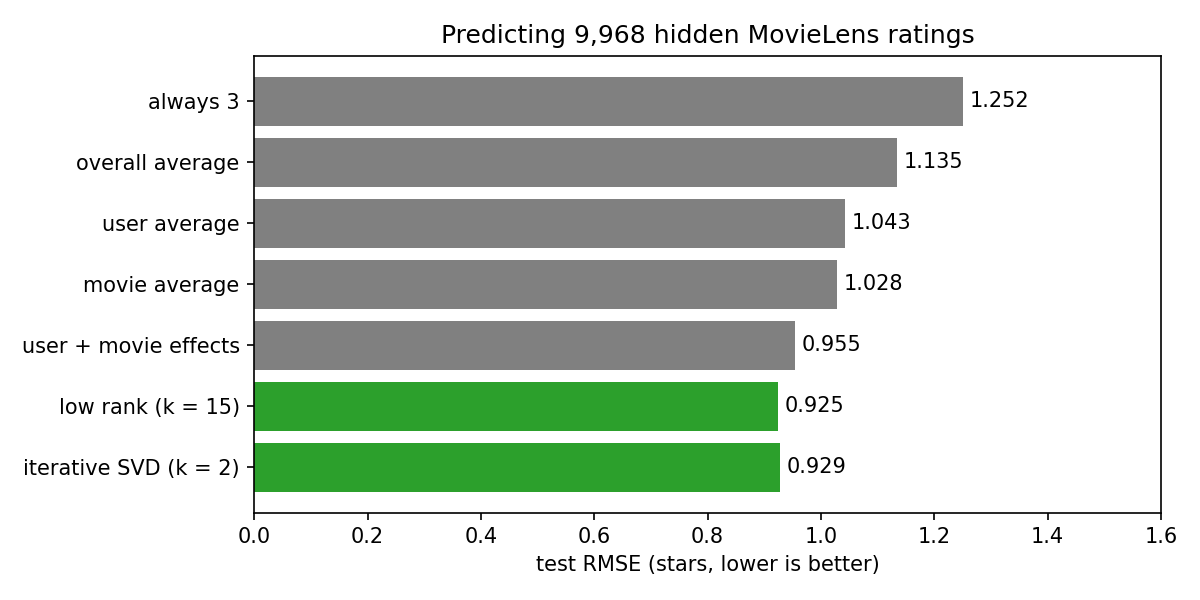 Predicting 9,968 hidden MovieLens ratings
always 3 1.252
overall average 1.135
user average 1.043
movie average 1.028
user + movie effects 0.955
low rank (k = 15) 0.925
iterative SVD (k = 2) 0.929
0.0 0.2 0.4 0.6 0.8 1.0 1.2 1.4 1.6
test RMSE (stars, lower is better)